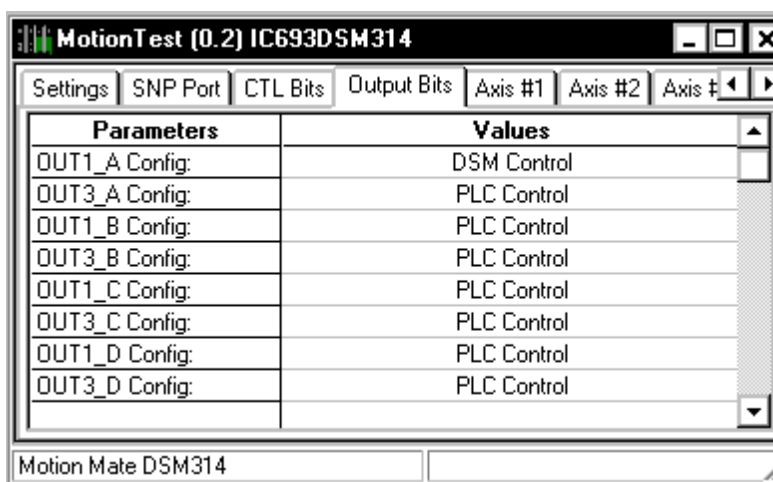 MotionTest (0.2) IC693DSM314
Settings SNP Port CTL Bits Output Bits Axis #1 Axis #2 Axis #
Parameters Values
OUT1_A Config: DSM Control
OUT3_A Config: PLC Control
OUT1_B Config: PLC Control
OUT3_B Config: PLC Control
OUT1_C Config: PLC Control
OUT3_C Config: PLC Control
OUT1_D Config: PLC Control
OUT3_D Config: PLC Control
Motion Mate DSM314